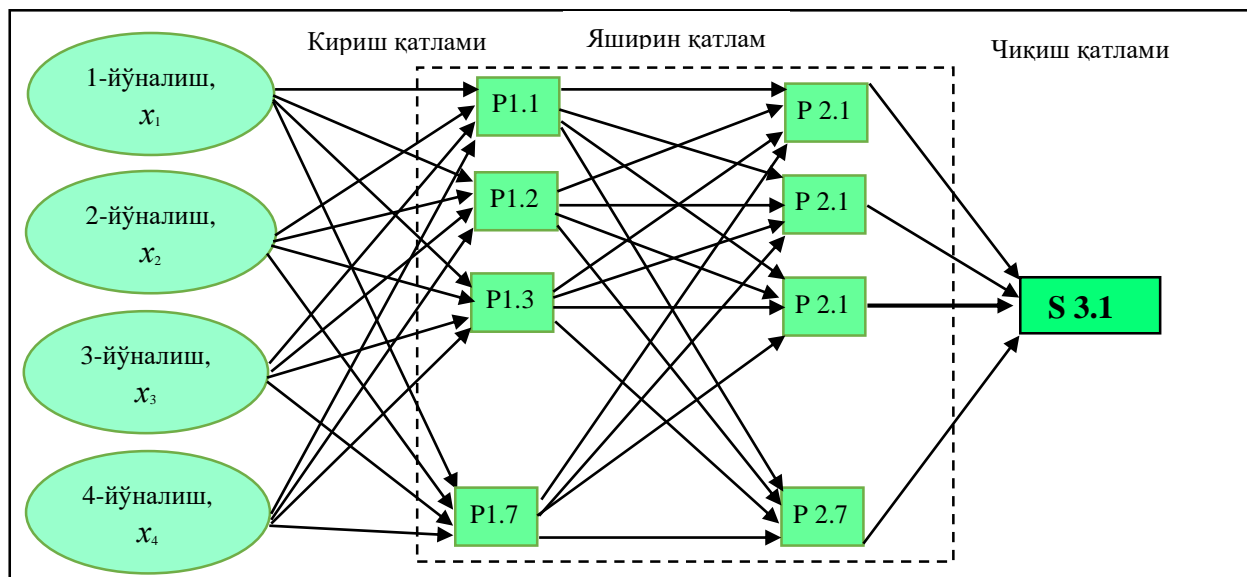 Кириш қатлами
Яширин қатлам
Чиқиш қатлами
1-йўналиш,
x₁
2-йўналиш,
x₂
3-йўналиш,
x₃
4-йўналиш,
x₄
P1.1
P1.2
P1.3
P1.7
P 2.1
P 2.1
P 2.1
P 2.7
S 3.1